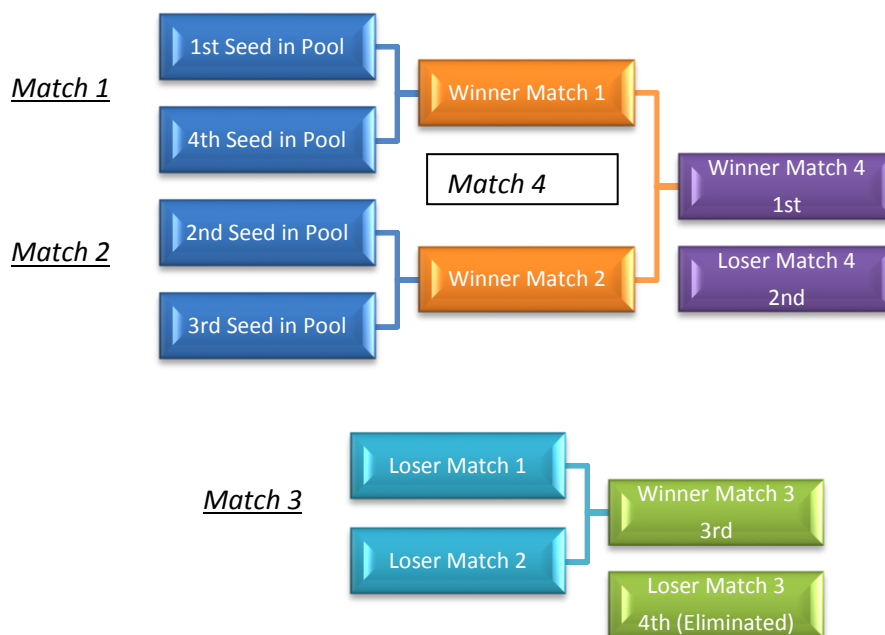 Match 1
1st Seed in Pool
4th Seed in Pool
Winner Match 1
Match 4
Winner Match 4
1st
Match 2
2nd Seed in Pool
3rd Seed in Pool
Winner Match 2
Loser Match 4
2nd
Match 3
Loser Match 1
Loser Match 2
Winner Match 3
3rd
Loser Match 3
4th (Eliminated)